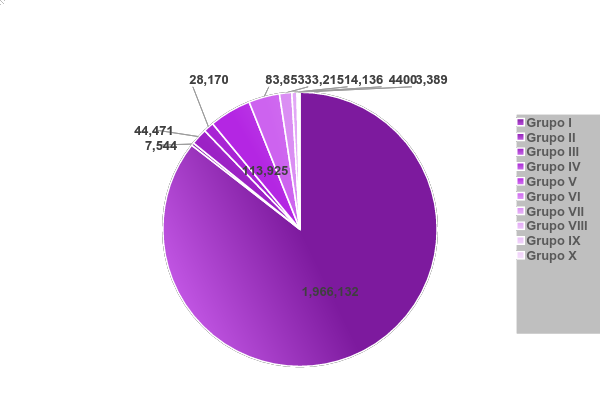 28,170 83,853 33,215 14,136 4400 3,389
44,471
7,544
113,925
1,966,132
Grupo I
Grupo II
Grupo III
Grupo IV
Grupo V
Grupo VI
Grupo VII
Grupo VIII
Grupo IX
Grupo X